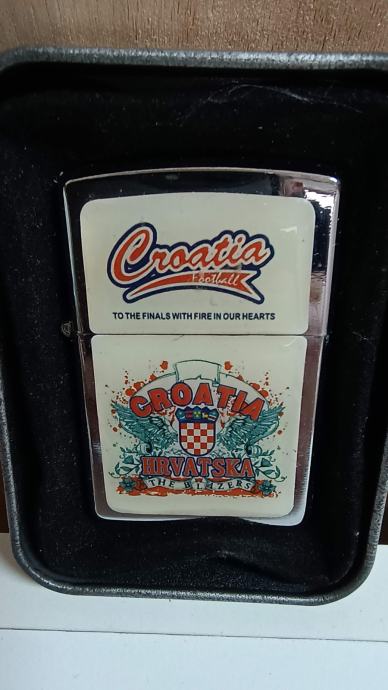 Croatia
Football
TO THE FINALS WITH FIRE IN OUR HEARTS
CROATIA
HRVATSKA
THE BLAZERS